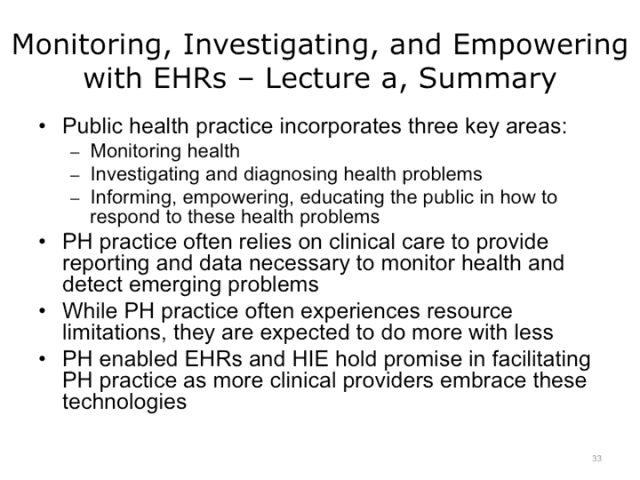 Monitoring, Investigating, and Empowering
with EHRs – Lecture a, Summary
• Public health practice incorporates three key areas:
– Monitoring health
– Investigating and diagnosing health problems
– Informing, empowering, educating the public in how to
respond to these health problems
• PH practice often relies on clinical care to provide
reporting and data necessary to monitor health and
detect emerging problems
• While PH practice often experiences resource
limitations, they are expected to do more with less
• PH enabled EHRs and HIE hold promise in facilitating
PH practice as more clinical providers embrace these
technologies
33